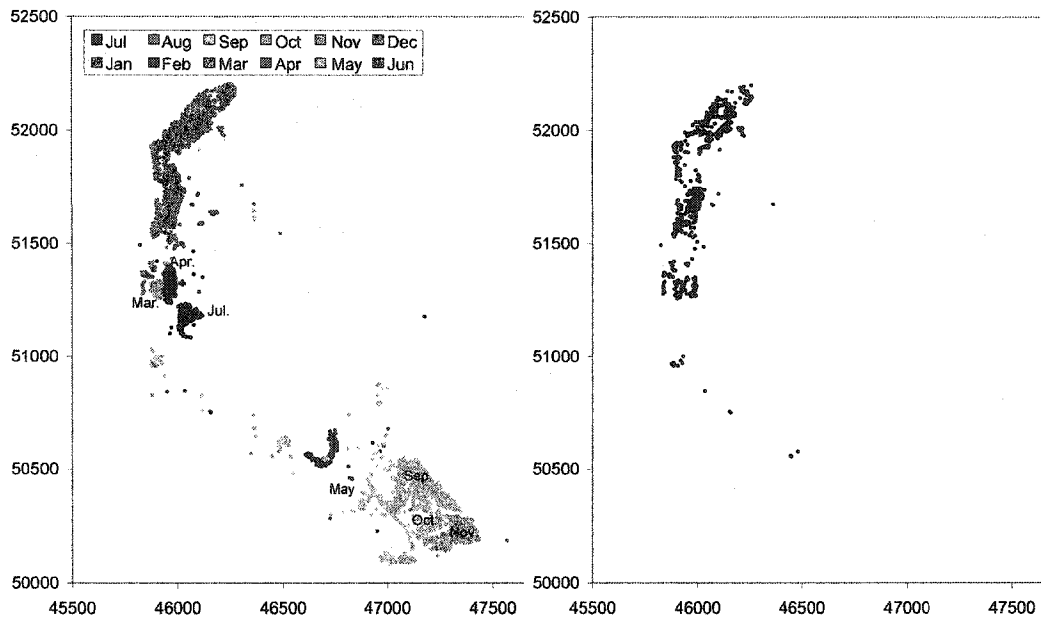 52500
Jul Aug Sep Oct Nov Dec
Jan Feb Mar Apr May Jun
52000
51500
Apr.
Mar.
Jul.
51000
50500
Sep.
May
Oct
Nov
50000
45500 46000 46500 47000 47500
52500
52000
51500
51000
50500
50000
45500 46000 46500 47000 47500